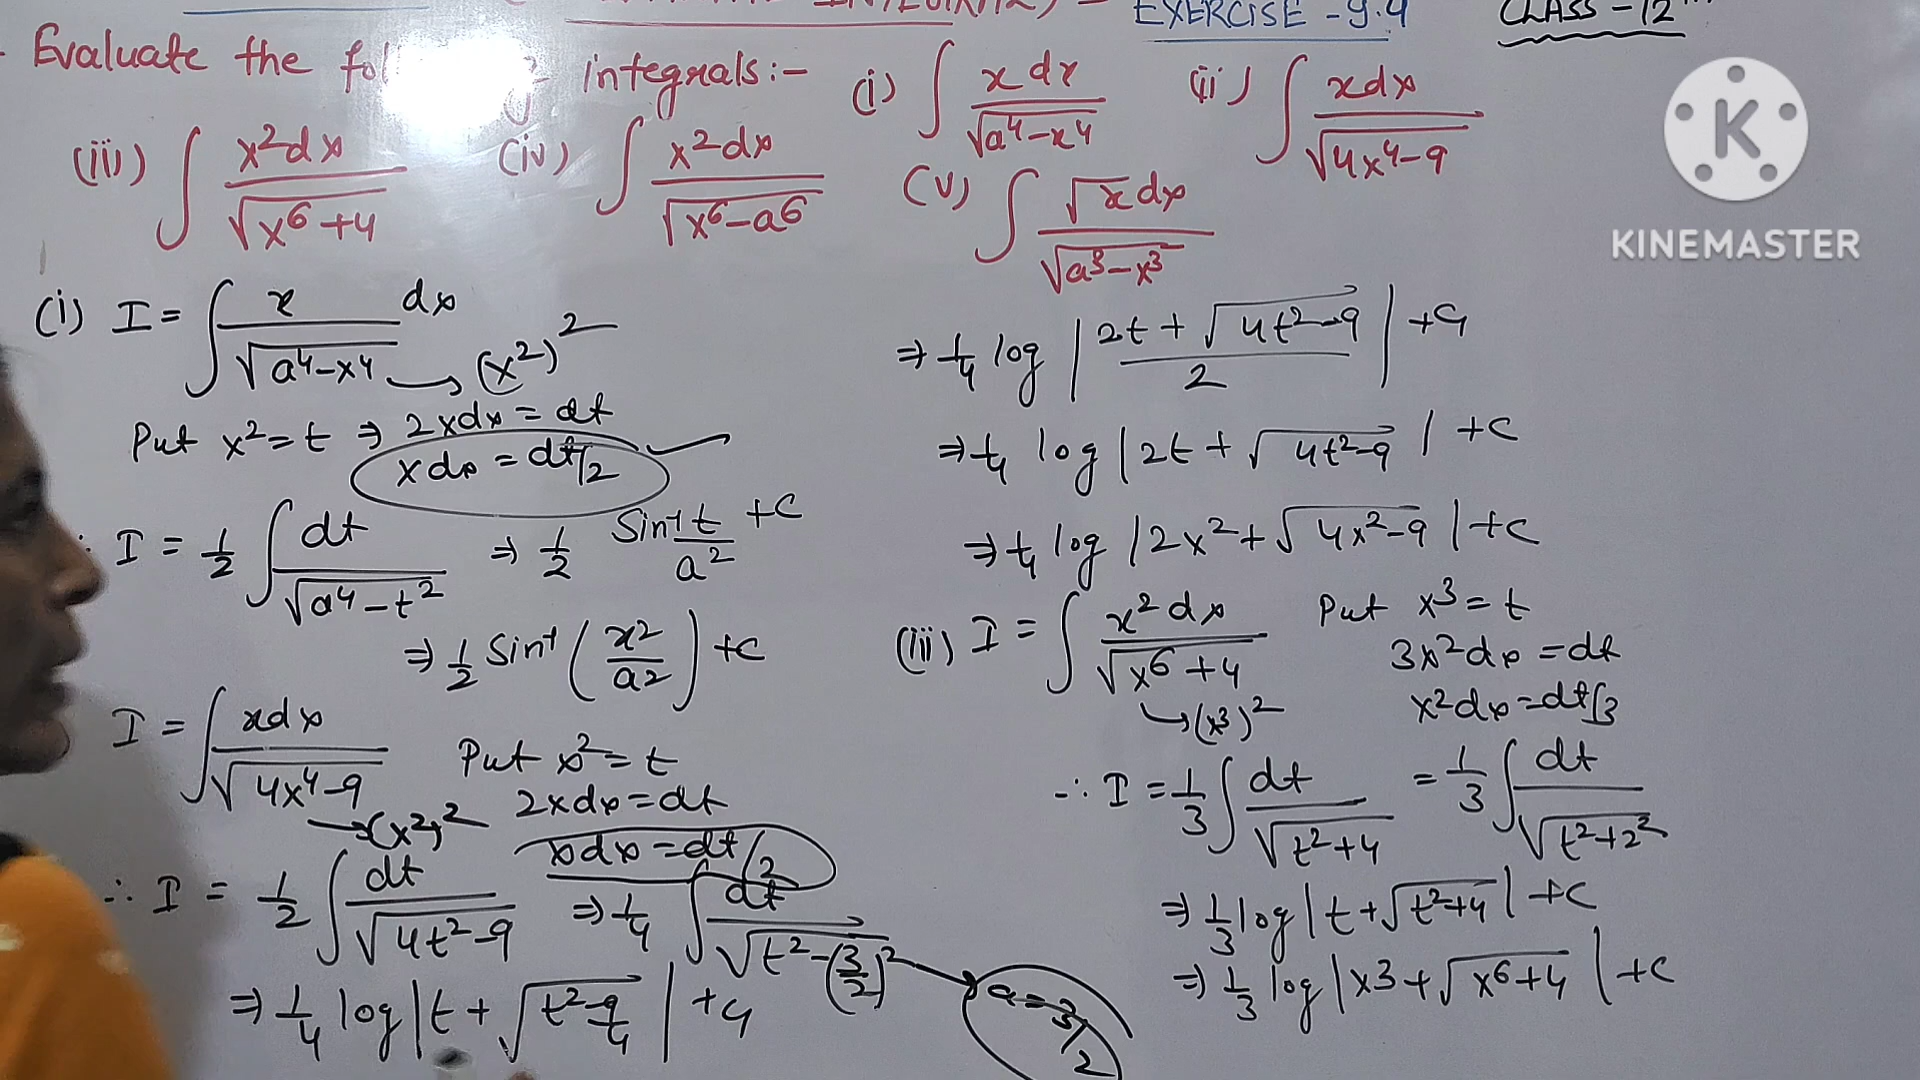 EXERCISE - 9.4 CLASS - 12th
Evaluate the fol g integrals:- (i) ∫ x dx / √(a⁴-x⁴) (ii) ∫ xdx / √(4x⁴-9)
(iii) ∫ x²dx / √(x⁶+4) (iv) ∫ x²dx / √(x⁶-a⁶) (v) ∫ √x dx / √(a³-x³)
K
KINEMASTER
(i) I = ∫ x / √(a⁴-x⁴) dx → (x²)²
Put x² = t ⇒ 2xdx = dt
xdx = dt/2
I = 1/2 ∫ dt / √(a⁴-t²) ⇒ 1/2 Sin⁻¹ t/a² + C
⇒ 1/2 Sin⁻¹ (x²/a²) + C
I = ∫ xdx / √(4x⁴-9) Put x² = t
→ (x²)² 2xdx = dt
xdx = dt/2
∴ I = 1/2 ∫ dt / √(4t²-9) ⇒ 1/4 ∫ dt / √(t²-(3/2)²) → a = 3/2
⇒ 1/4 log |t + √(t²-9/4)| + C₁
⇒ 1/4 log |(2t + √(4t²-9)) / 2| + C₁
⇒ 1/4 log |2t + √(4t²-9)| + C
⇒ 1/4 log |2x² + √(4x²-9)| + C
(iii) I = ∫ x²dx / √(x⁶+4) Put x³ = t
→ (x³)² 3x²dx = dt
x²dx = dt/3
∴ I = 1/3 ∫ dt / √(t²+4) = 1/3 ∫ dt / √(t²+2²)
⇒ 1/3 log |t + √(t²+4)| + C
⇒ 1/3 log |x3 + √(x⁶+4)| + C